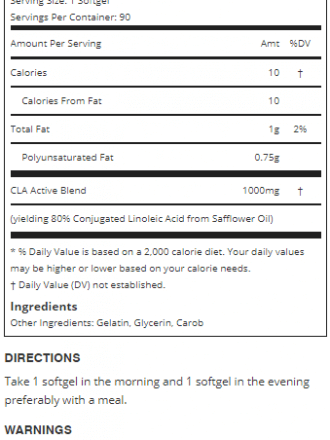 Serving Size: 1 Softgel
Servings Per Container: 90
Amount Per Serving Amt %DV
Calories 10 †
Calories From Fat 10
Total Fat 1g 2%
Polyunsaturated Fat 0.75g
CLA Active Blend 1000mg †
(yielding 80% Conjugated Linoleic Acid from Safflower Oil)
* % Daily Value is based on a 2,000 calorie diet. Your daily values
may be higher or lower based on your calorie needs.
† Daily Value (DV) not established.
Ingredients
Other Ingredients: Gelatin, Glycerin, Carob
DIRECTIONS
Take 1 softgel in the morning and 1 softgel in the evening
preferably with a meal.
WARNINGS